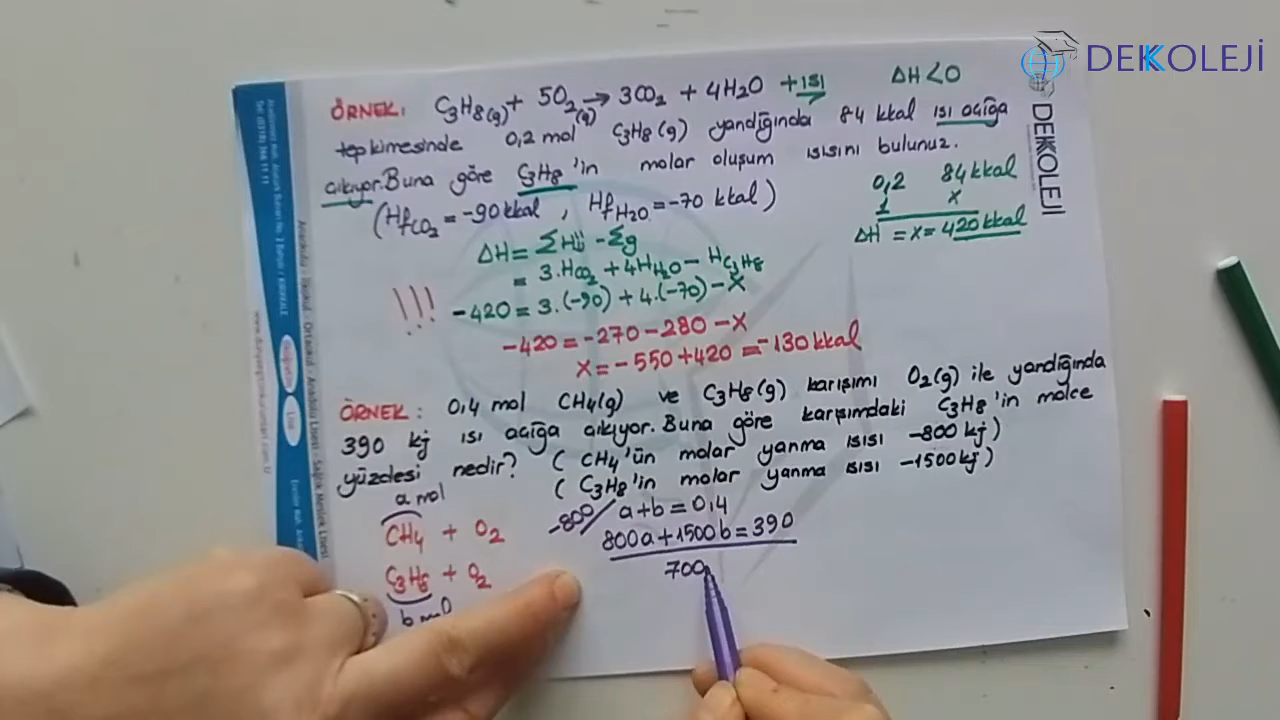 DEKKOLEJİ
ÖRNEK: C₃H₈(g) + 5O₂(g) → 3CO₂ + 4H₂O + ISI ΔH<0
tepkimesinde 0,2 mol C₃H₈(g) yandığında 84 kkal ısı açığa
çıkıyor. Buna göre C₃H₈'in molar oluşum ısısını bulunuz.
(HfCO₂ = -90 kkal, HfH₂O = -70 kkal)
0,2 84 kkal
1 x
ΔH = x = 420 kkal
ΔH = ΣHü - Σg
= 3.HCO₂ + 4HH₂O - HC₃H₈
!!! -420 = 3.(-90) + 4.(-70) - x
-420 = -270 - 280 - x
x = -550 + 420 = -130 kkal
ÖRNEK: 0,4 mol CH₄(g) ve C₃H₈(g) karışımı O₂(g) ile yandığında
390 kj ısı açığa çıkıyor. Buna göre karışımdaki C₃H₈'in molce
yüzdesi nedir? (CH₄'ün molar yanma ısısı -800 kj)
(C₃H₈'in molar yanma ısısı -1500 kj)
a mol
CH₄ + O₂
C₃H₈ + O₂
-800/ a+b = 0,4
800a + 1500b = 390
700
DEKKOLEJİ